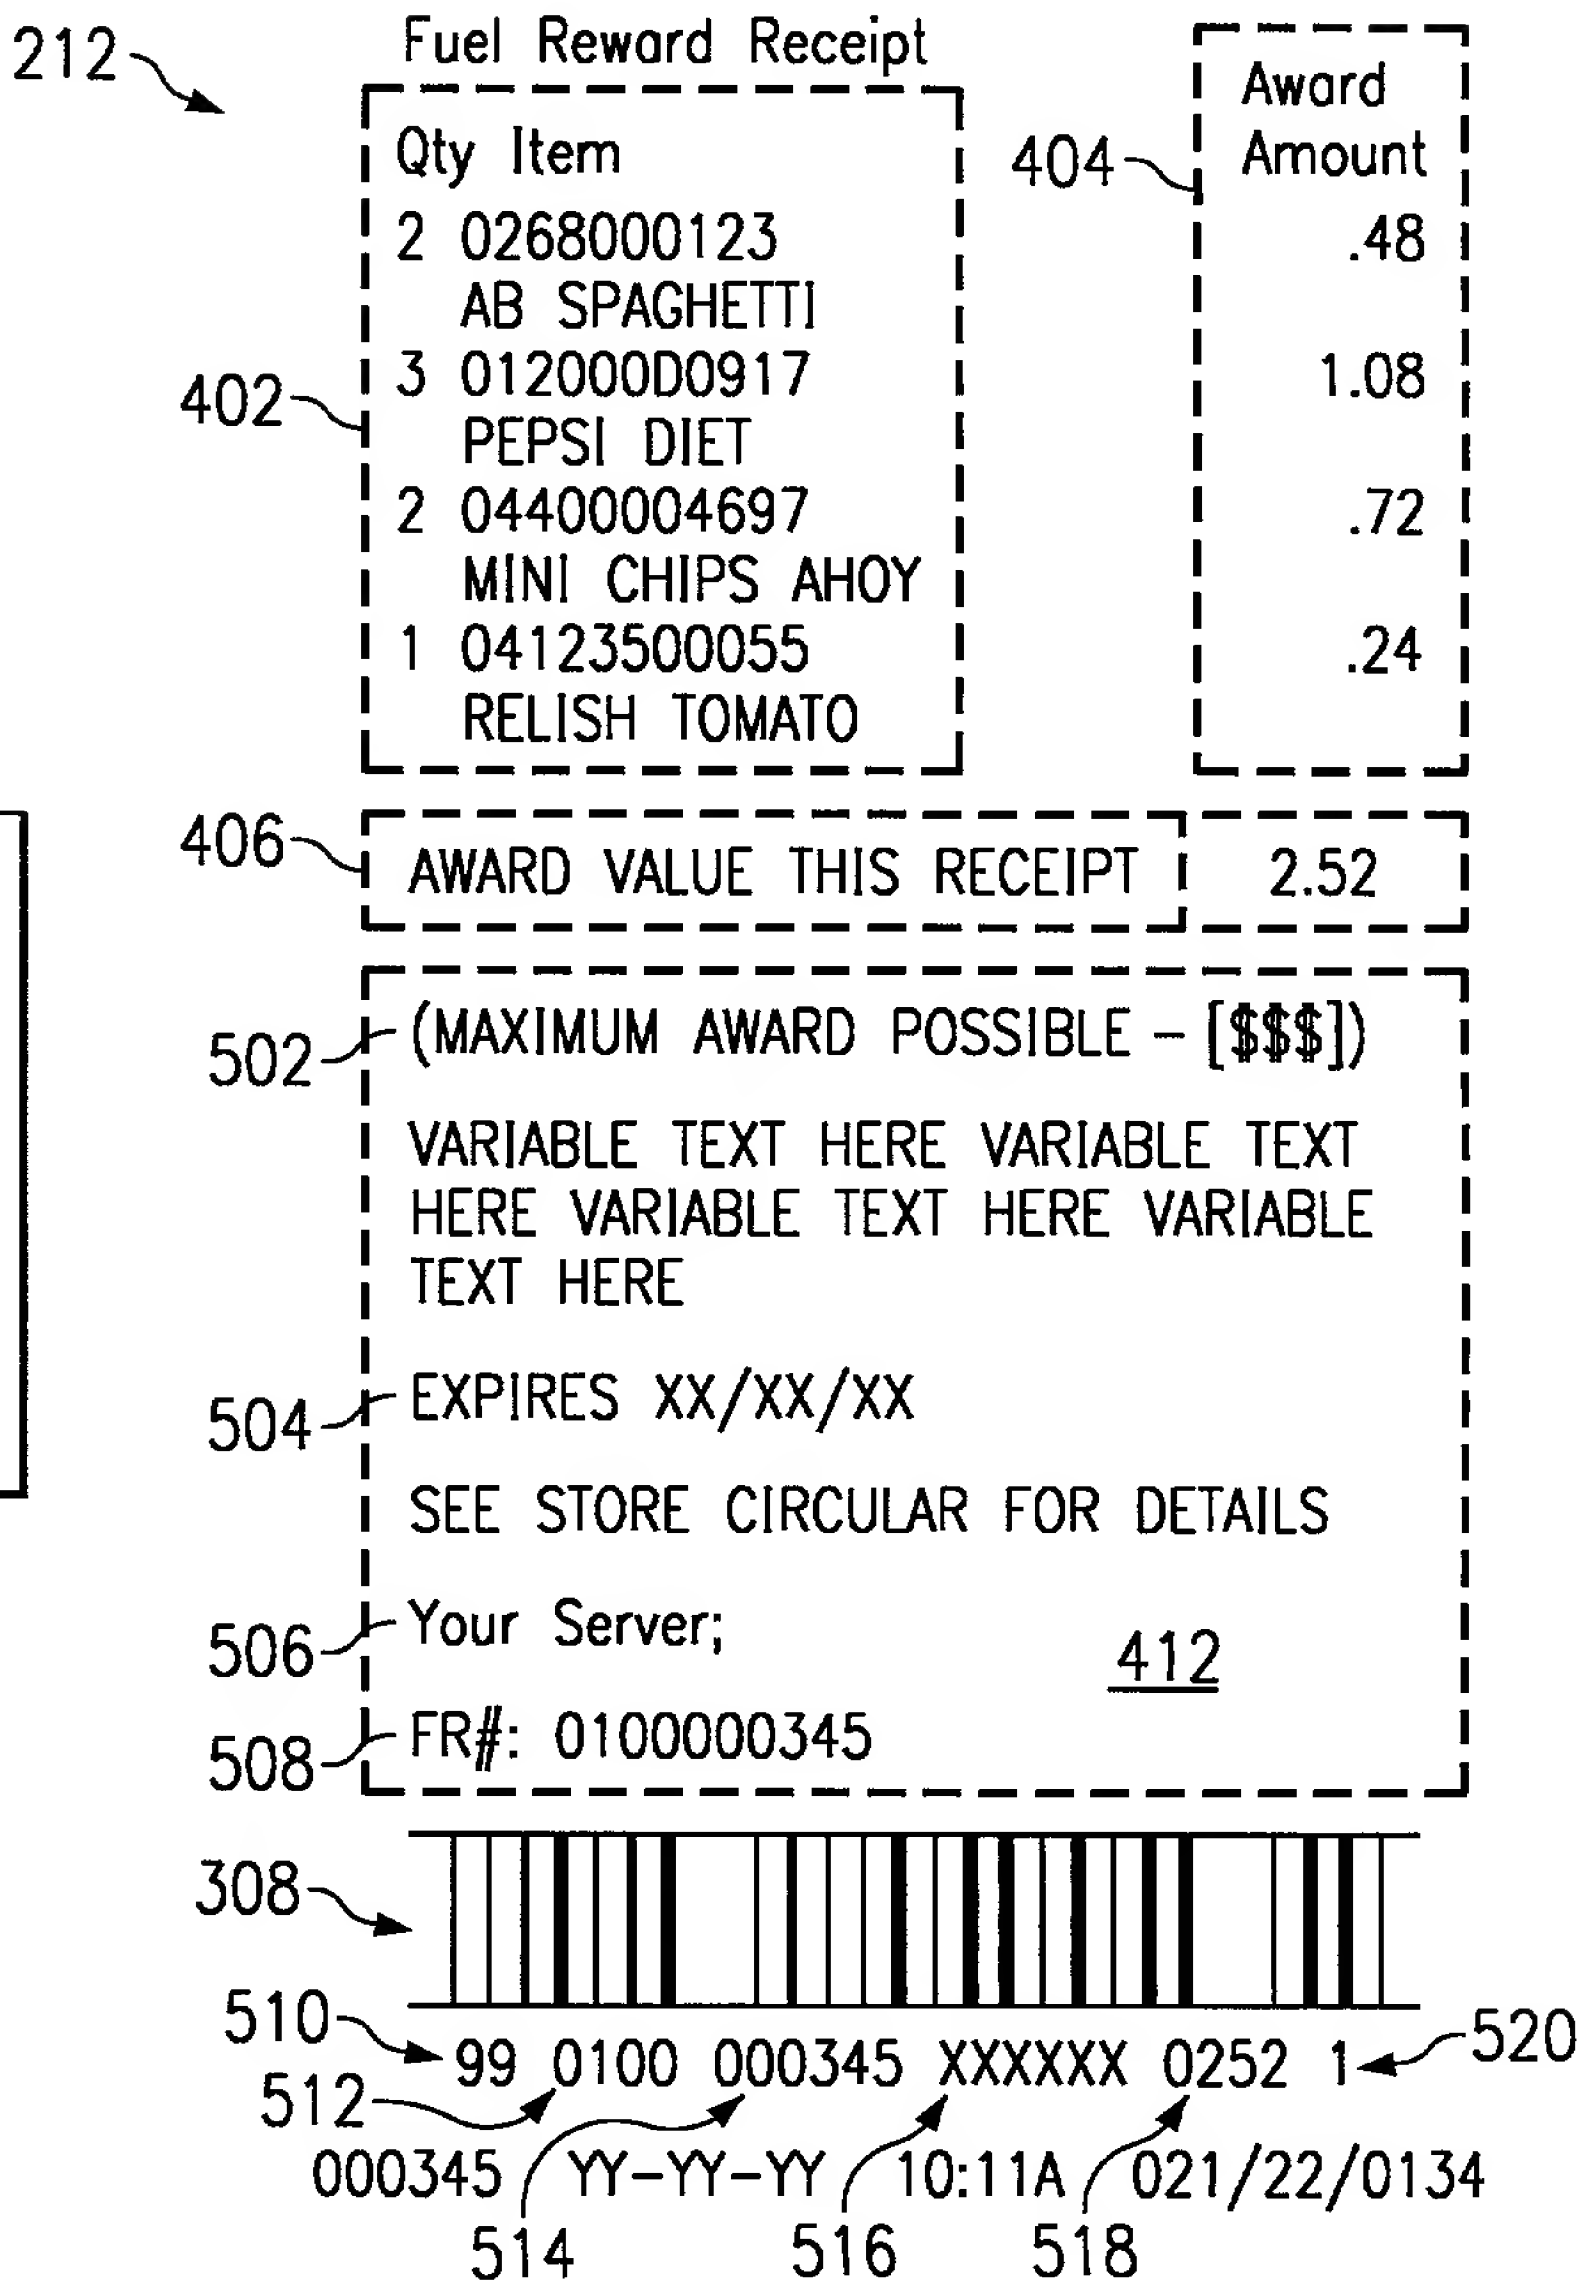 212
Fuel Reward Receipt
Award
Qty Item
404
Amount
2 0268000123
.48
AB SPAGHETTI
3 012000D0917
1.08
402
PEPSI DIET
2 04400004697
.72
MINI CHIPS AHOY
1 04123500055
.24
RELISH TOMATO
406
AWARD VALUE THIS RECEIPT 2.52
502
(MAXIMUM AWARD POSSIBLE - [$$$])
VARIABLE TEXT HERE VARIABLE TEXT
HERE VARIABLE TEXT HERE VARIABLE
TEXT HERE
504
EXPIRES XX/XX/XX
SEE STORE CIRCULAR FOR DETAILS
506
Your Server;
412
508
FR#: 0100000345
308
510
99 0100 000345 XXXXXX 0252 1
520
512
000345 YY-YY-YY 10:11A 021/22/0134
514 516 518